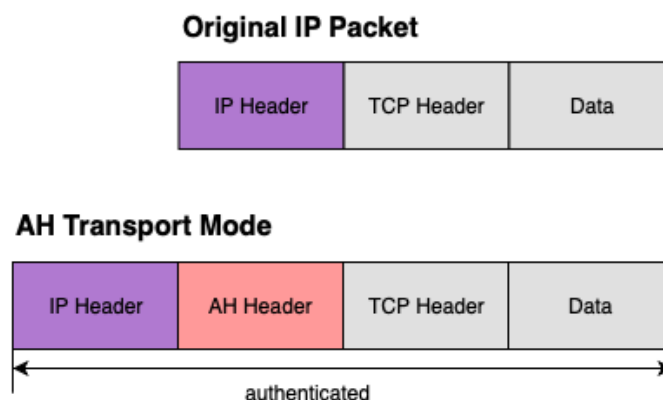 Original IP Packet
IP Header TCP Header Data
AH Transport Mode
IP Header AH Header TCP Header Data
authenticated